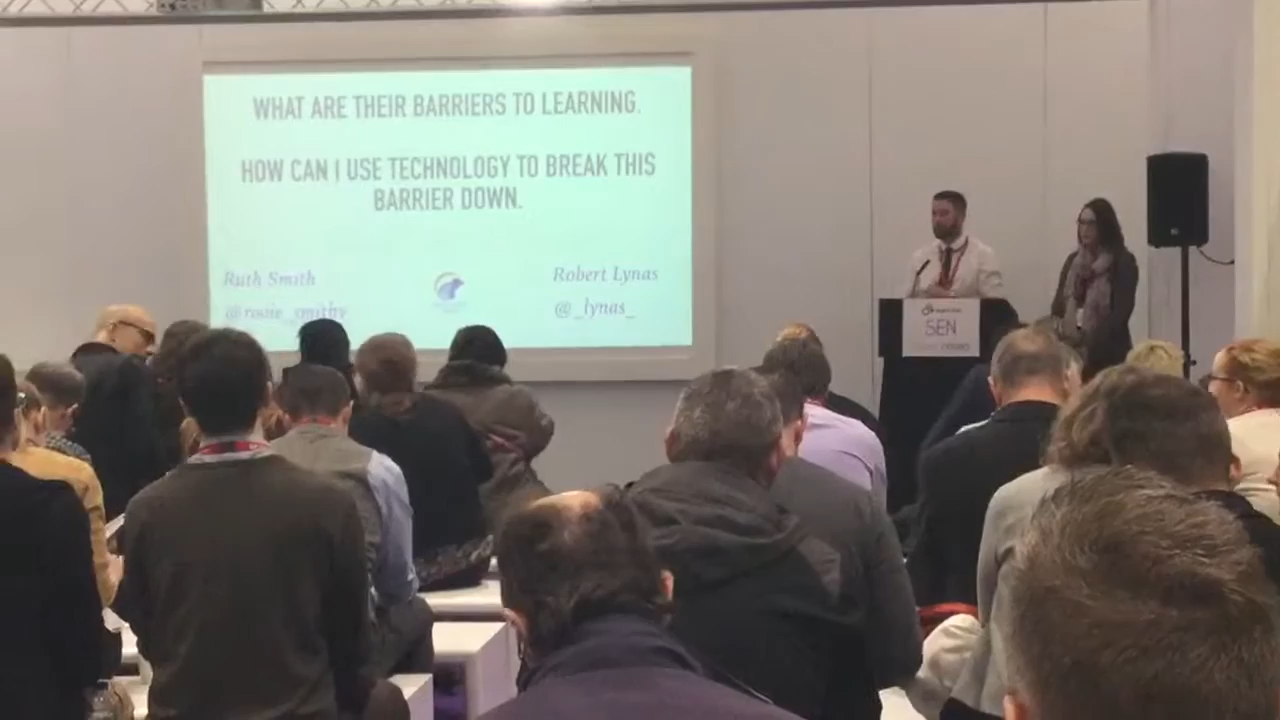 WHAT ARE THEIR BARRIERS TO LEARNING.
HOW CAN I USE TECHNOLOGY TO BREAK THIS
BARRIER DOWN.
Ruth Smith
Robert Lynas
@rosie_smithy
@_lynas_
SEN